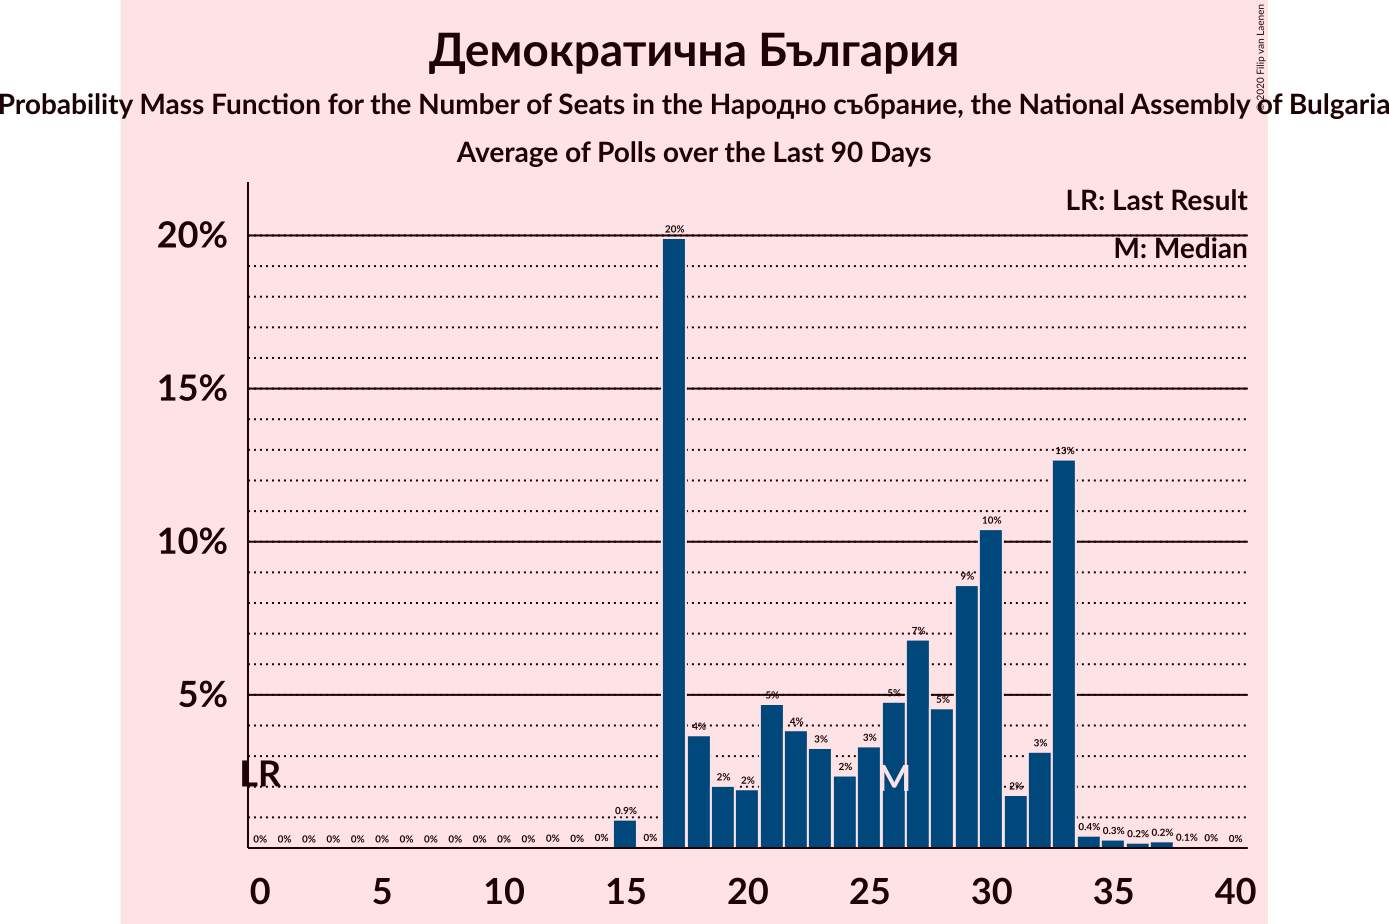 Демократична България
Probability Mass Function for the Number of Seats in the Народно събрание, the National Assembly of Bulgaria
Average of Polls over the Last 90 Days
© 2020 Filip van Laenen
LR: Last Result
M: Median
20%
15%
10%
5%
LR
M
0% 0% 0% 0% 0% 0% 0% 0% 0% 0% 0% 0% 0% 0% 0% 0.9% 0% 20% 4% 2% 2% 5% 4% 3% 2% 3% 5% 7% 5% 9% 10% 2% 3% 13% 0.4% 0.3% 0.2% 0.2% 0.1% 0% 0%
0 5 10 15 20 25 30 35 40